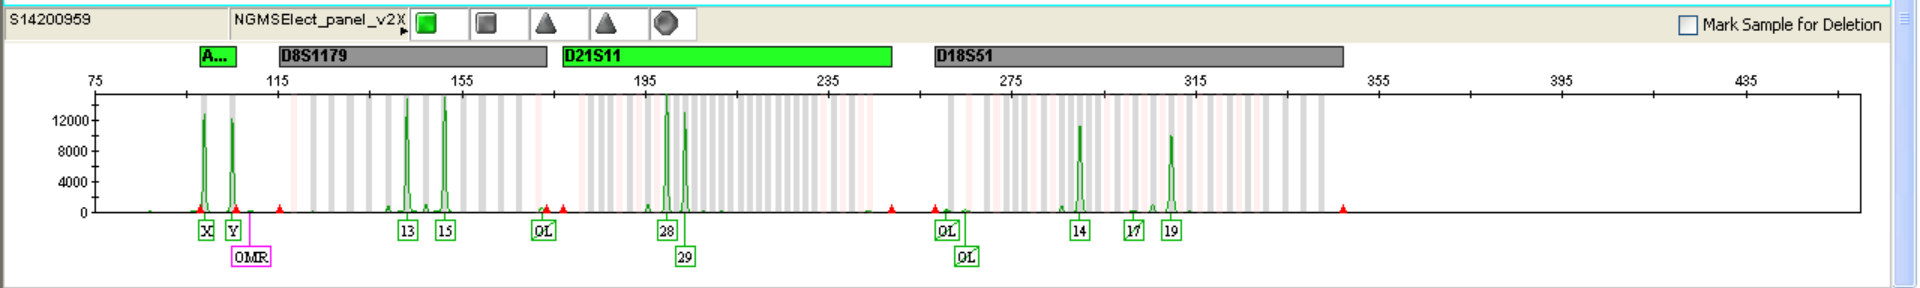 S14200959 NGMSElect_panel_v2X Mark Sample for Deletion
A... D8S1179 D21S11 D18S51
75 115 155 195 235 275 315 355 395 435
12000
8000
4000
0
X Y 13 15 OL 28 OL 14 17 19
OMR 29 OL